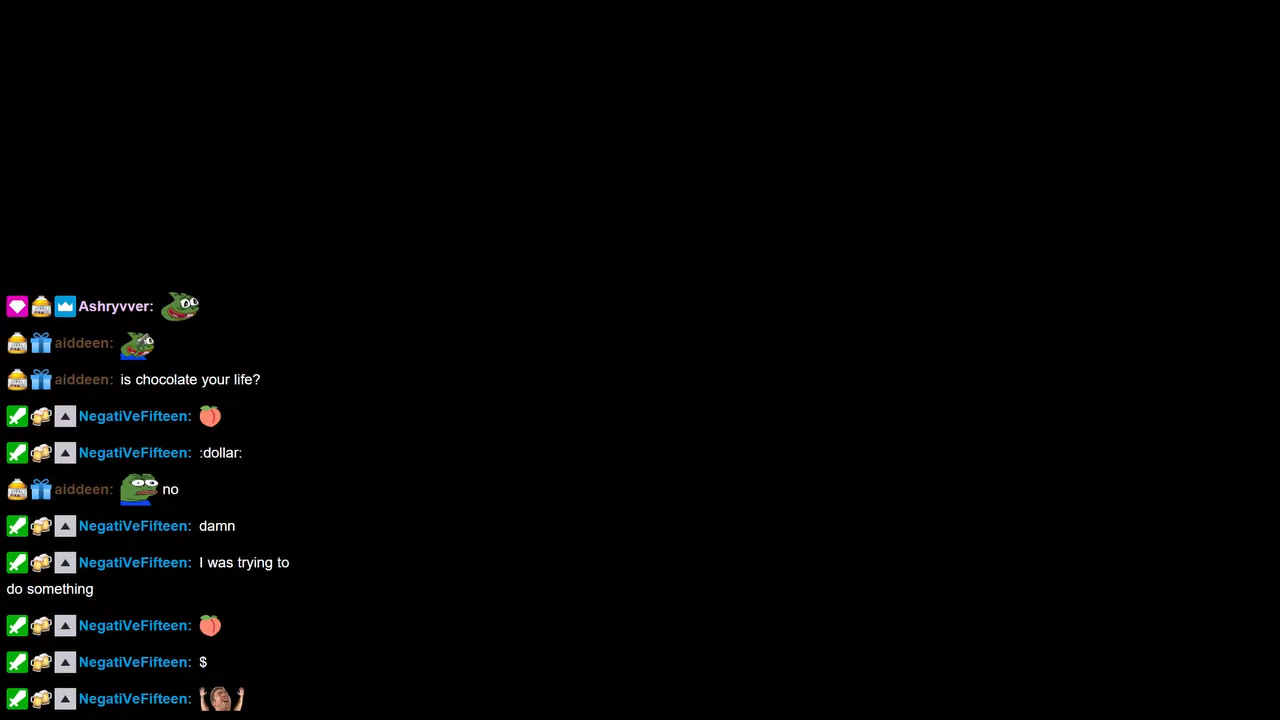 Ashryvver:
aiddeen:
aiddeen: is chocolate your life?
NegatiVeFifteen: 🍑
NegatiVeFifteen: :dollar:
aiddeen: no
NegatiVeFifteen: damn
NegatiVeFifteen: I was trying to
do something
NegatiVeFifteen: 🍑
NegatiVeFifteen: $
NegatiVeFifteen: